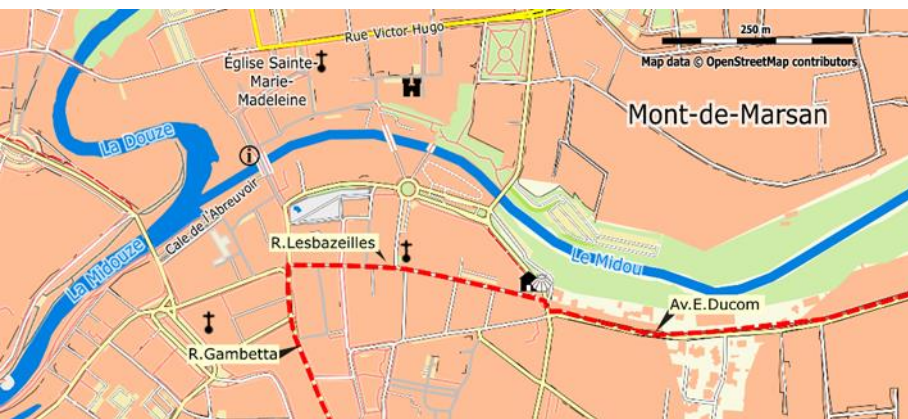 Rue Victor Hugo
250 m
Map data © OpenStreetMap contributors
Église Sainte-
Marie-
Madeleine
Mont-de-Marsan
La Douze
i
Cale de l'Abreuvoir
La Midouze
R.Lesbazeilles
Le Midou
Av.E.Ducom
R.Gambetta